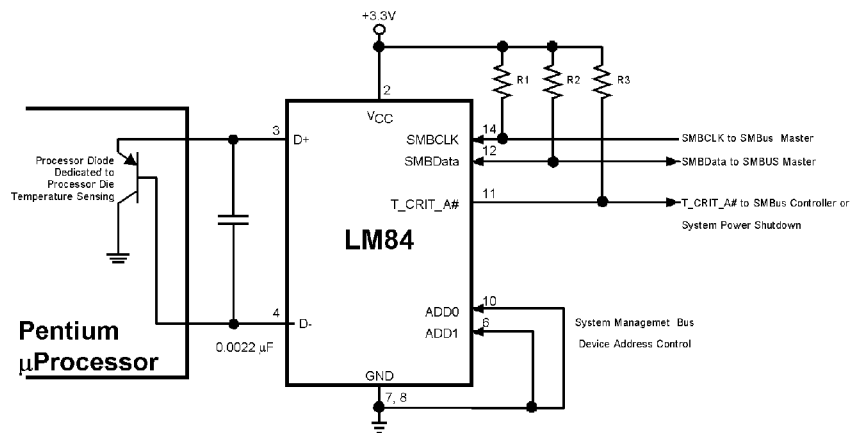 +3.3V
2
VCC
R1
R2
R3
3
D+
Processor Diode
Dedicated to
Processor Die
Temperature Sensing
SMBCLK
14
SMBCLK to SMBus Master
SMBData
12
SMBData to SMBUS Master
T_CRIT_A#
11
T_CRIT_A# to SMBus Controller or
System Power Shutdown
LM84
4
D-
0.0022 µF
Pentium
µProcessor
ADD0
10
ADD1
6
System Managemet Bus
Device Address Control
GND
7, 8